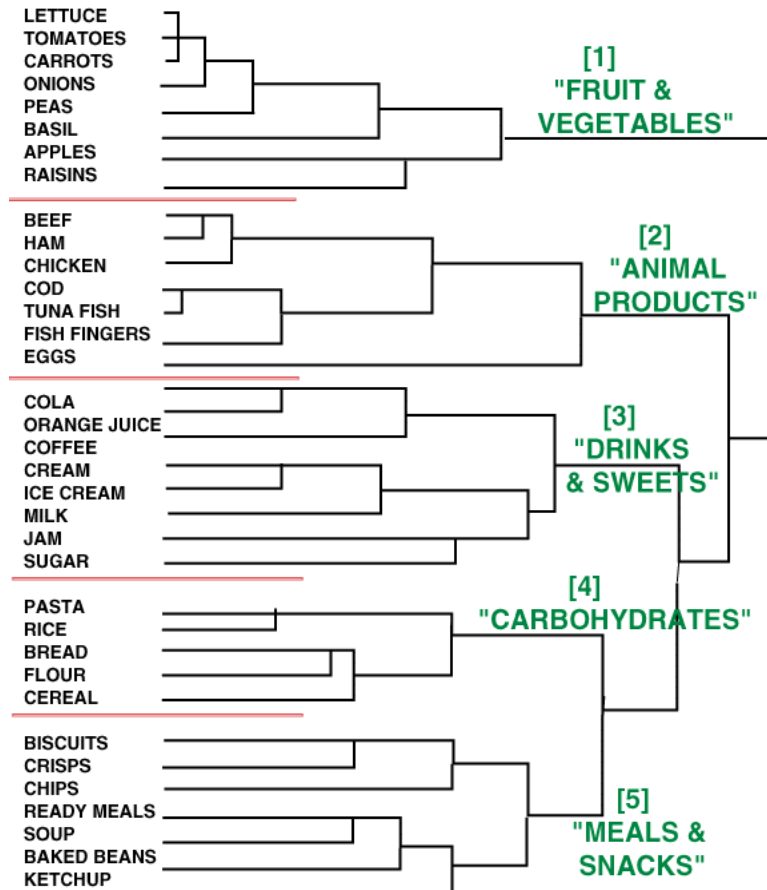 LETTUCE
TOMATOES
CARROTS
ONIONS
PEAS
BASIL
APPLES
RAISINS
[1]
"FRUIT &
VEGETABLES"
BEEF
HAM
CHICKEN
COD
TUNA FISH
FISH FINGERS
EGGS
[2]
"ANIMAL
PRODUCTS"
COLA
ORANGE JUICE
COFFEE
CREAM
ICE CREAM
MILK
JAM
SUGAR
[3]
"DRINKS
& SWEETS"
PASTA
RICE
BREAD
FLOUR
CEREAL
[4]
"CARBOHYDRATES"
BISCUITS
CRISPS
CHIPS
READY MEALS
SOUP
BAKED BEANS
KETCHUP
[5]
"MEALS &
SNACKS"